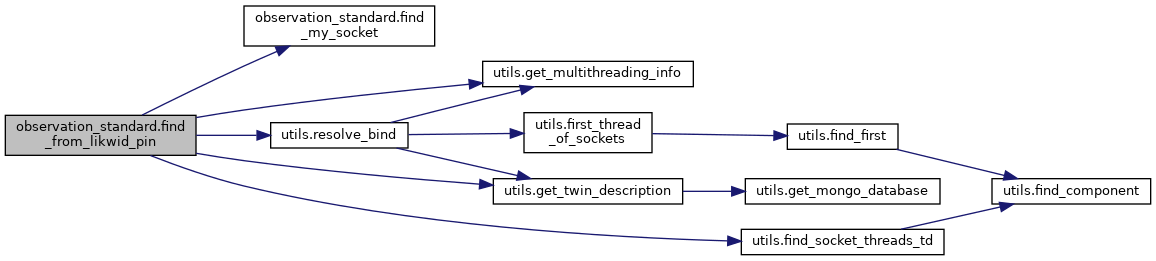 observation_standard.find
_my_socket
utils.get_multithreading_info
observation_standard.find
_from_likwid_pin
utils.resolve_bind
utils.first_thread
_of_sockets
utils.find_first
utils.get_twin_description
utils.get_mongo_database
utils.find_component
utils.find_socket_threads_td